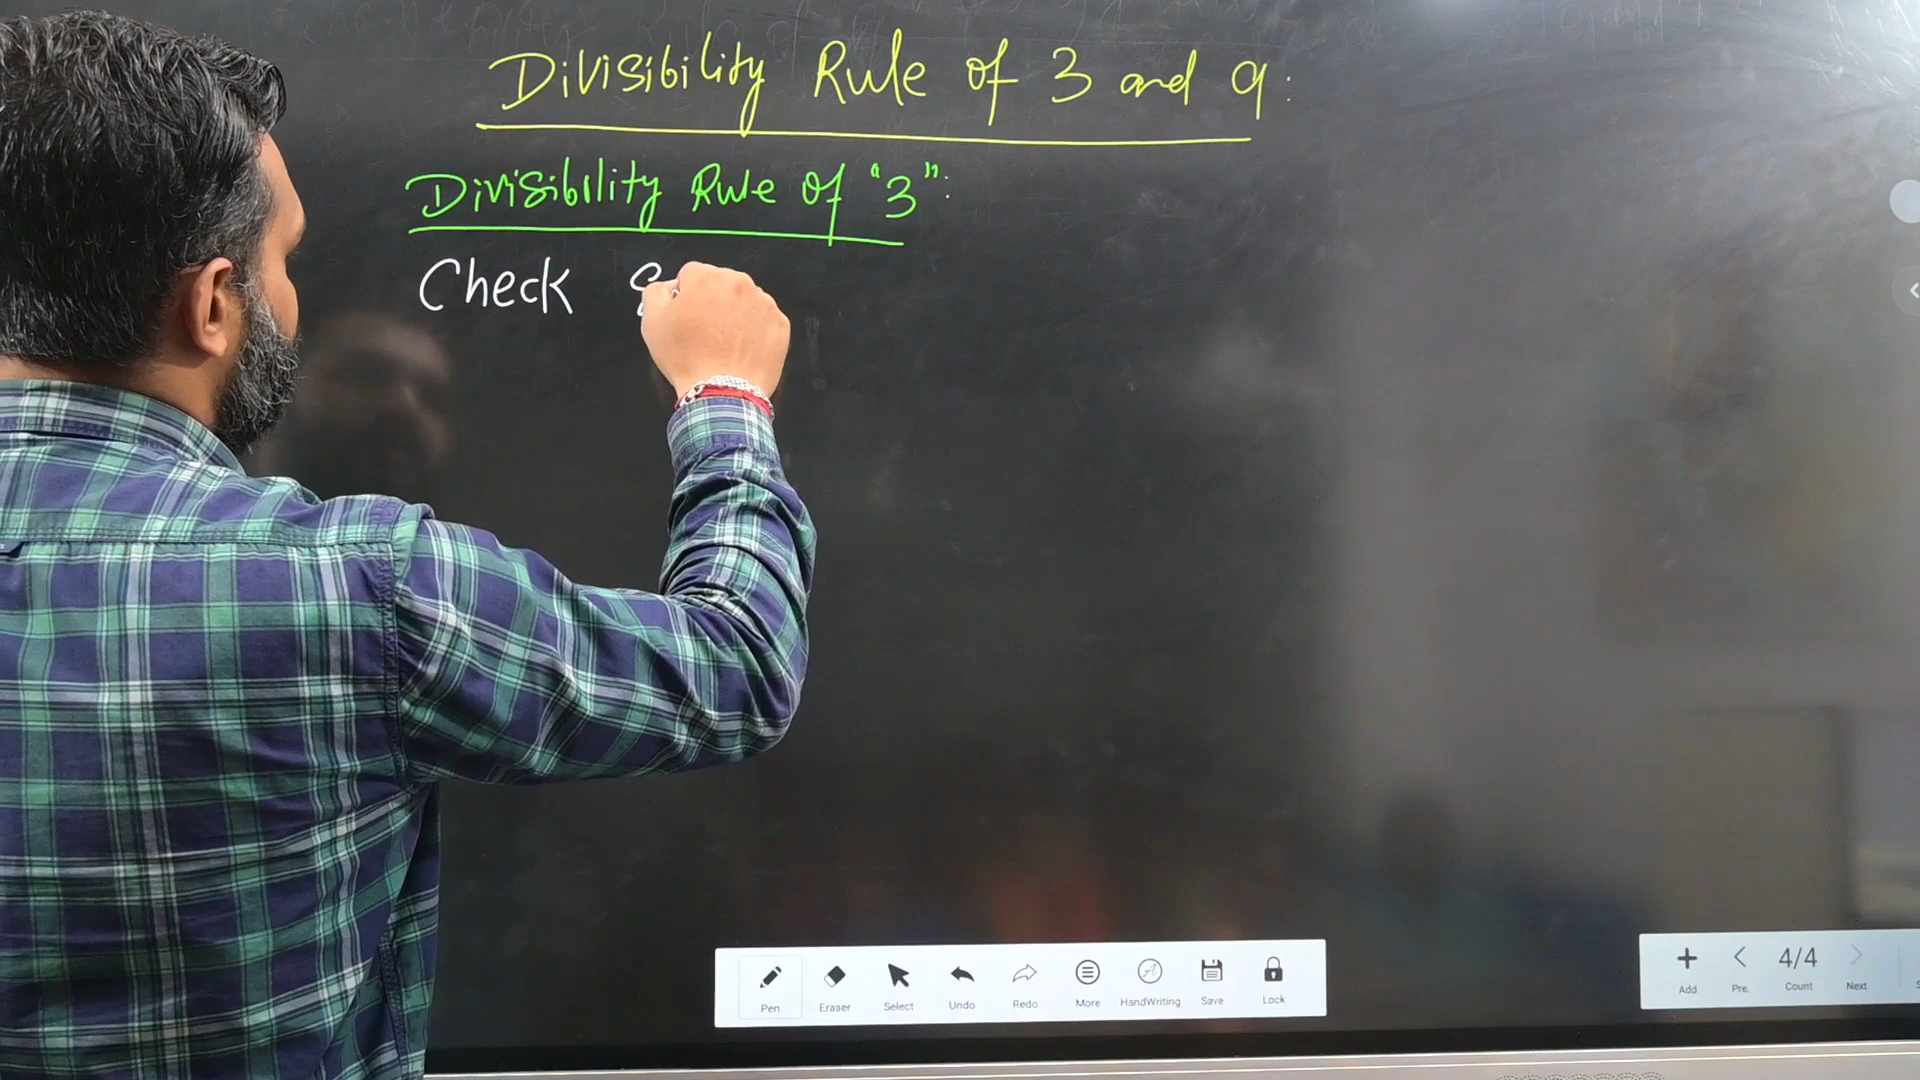 Divisibility Rule of 3 and 9:
Divisibility Rule of "3":
Check
Pen Eraser Select Undo Redo More HandWriting Save Lock
4/4
Add Pre. Count Next